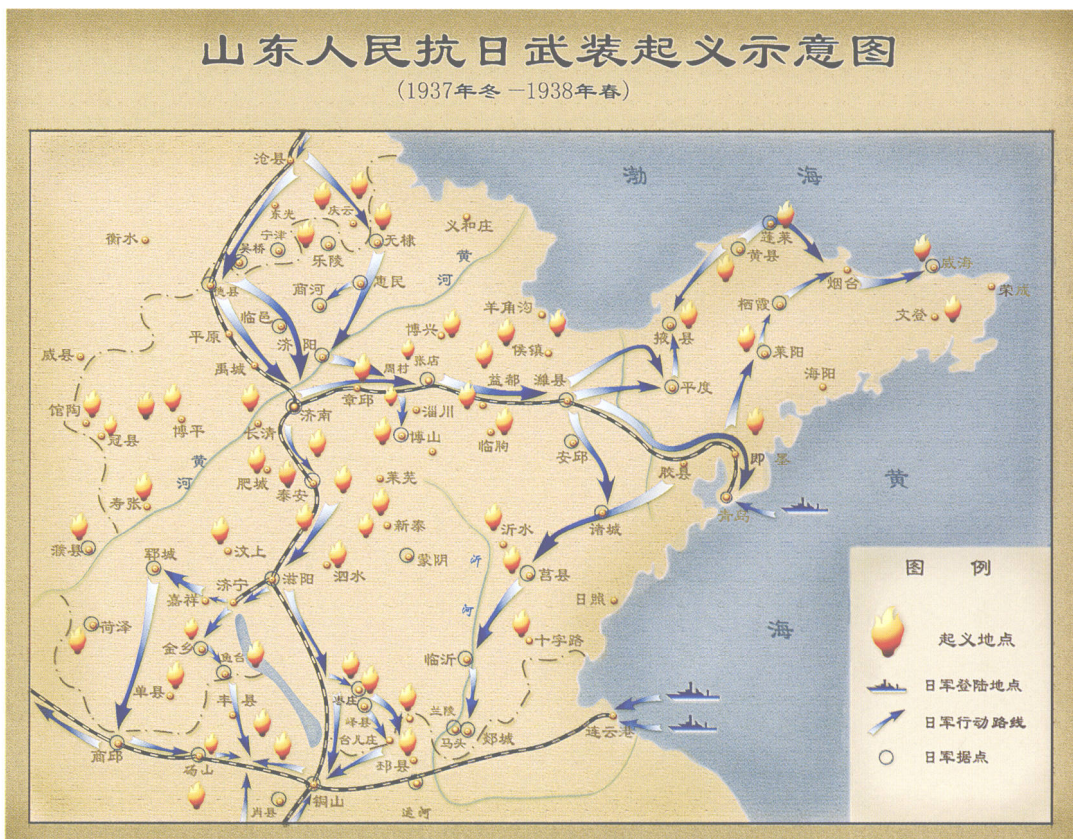 山东人民抗日武装起义示意图
(1937年冬－1938年春)
沧县
渤 海
东光
庆云
义和庄
衡水
吴桥
宁津
乐陵
无棣
黄
河
蓬莱
黄县
威海
德县
商河
惠民
烟台
荣成
栖霞
文登
临邑
济阳
羊角沟
平原
博兴
侯镇
掖县
莱阳
威县
禹城
周村
张店
益都
潍县
平度
海阳
章邱
济南
淄川
馆陶
冠县
博平
长清
博山
临朐
安邱
胶县
即墨
黄
河
肥城
泰安
莱芜
黄
寿张
新泰
诸城
青岛
沂水
濮县
郓城
汶上
泗水
蒙阴
沂
河
莒县
图 例
济宁
滋阳
嘉祥
日照
海
菏泽
金乡
鱼台
十字路
起义地点
临沂
单县
丰县
枣庄
峄县
兰陵
日军登陆地点
台儿庄
马头
郯城
连云港
日军行动路线
商邱
砀山
邳县
日军据点
铜山
肖县
运河